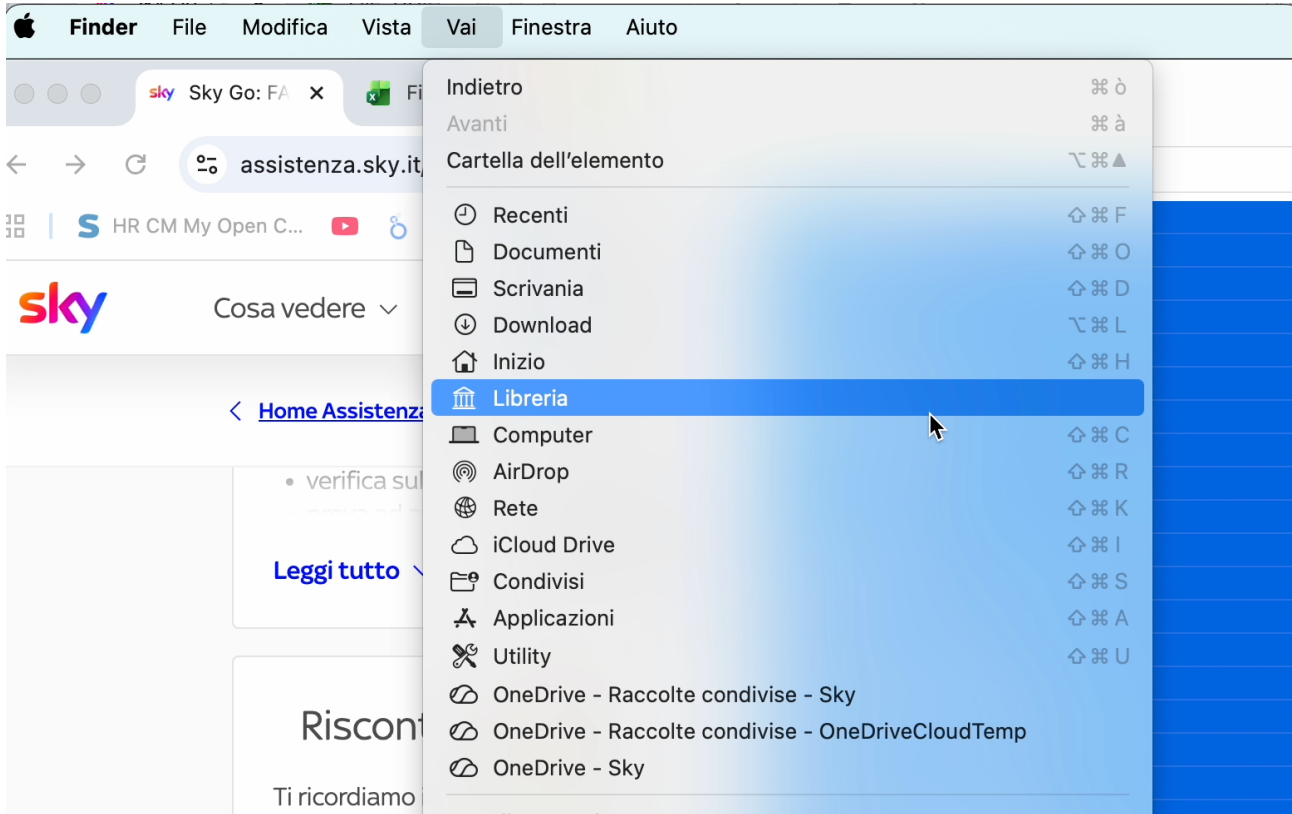 Finder File Modifica Vista Vai Finestra Aiuto
sky Sky Go: FA
Fi
assistenza.sky.it/
HR CM My Open C...
sky Cosa vedere
Home Assistenza
verifica sul
Leggi tutto
Riscont
Ti ricordiamo
Indietro ⌘ ò
Avanti ⌘ à
Cartella dell'elemento ⌥⌘▲
Recenti ⇧⌘F
Documenti ⇧⌘O
Scrivania ⇧⌘D
Download ⌥⌘L
Inizio ⇧⌘H
Libreria
Computer ⇧⌘C
AirDrop ⇧⌘R
Rete ⇧⌘K
iCloud Drive ⇧⌘I
Condivisi ⇧⌘S
Applicazioni ⇧⌘A
Utility ⇧⌘U
OneDrive - Raccolte condivise - Sky
OneDrive - Raccolte condivise - OneDriveCloudTemp
OneDrive - Sky